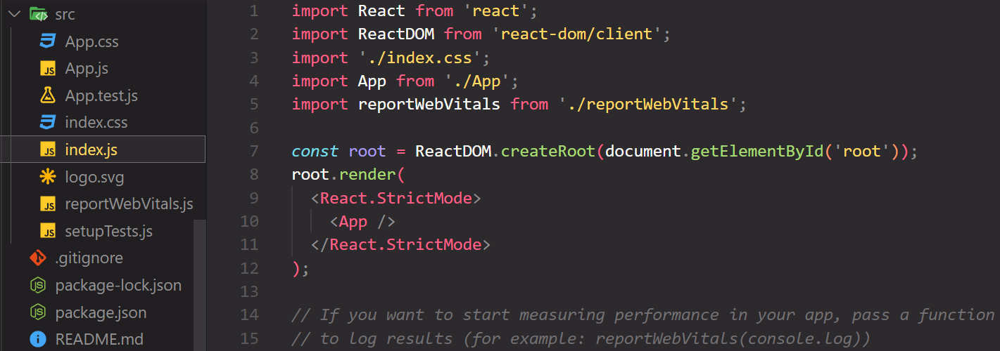 src
App.css
App.js
App.test.js
index.css
index.js
logo.svg
reportWebVitals.js
setupTests.js
.gitignore
package-lock.json
package.json
README.md
1 import React from 'react';
2 import ReactDOM from 'react-dom/client';
3 import './index.css';
4 import App from './App';
5 import reportWebVitals from './reportWebVitals';
6
7 const root = ReactDOM.createRoot(document.getElementById('root'));
8 root.render(
9   <React.StrictMode>
10     <App />
11   </React.StrictMode>
12 );
13
14 // If you want to start measuring performance in your app, pass a function
15 // to log results (for example: reportWebVitals(console.log))